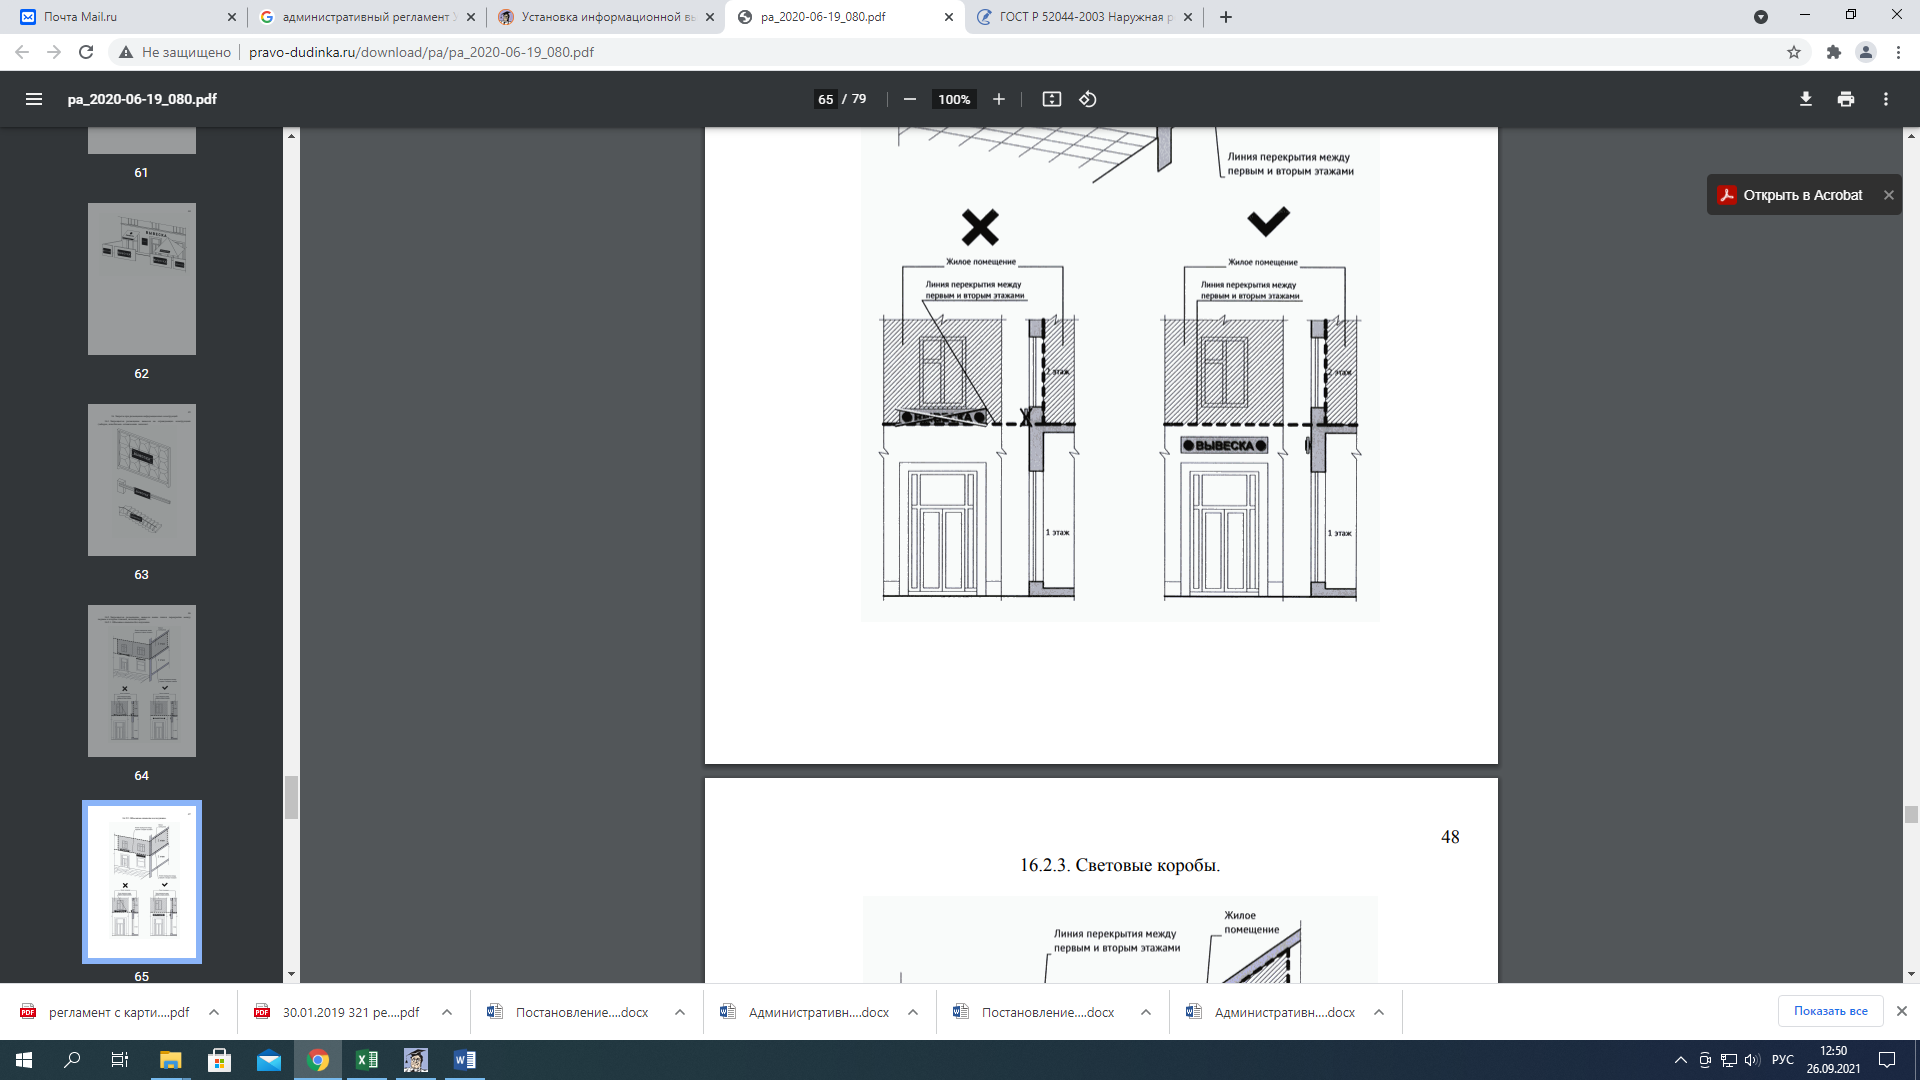 Почта Mail.ru
административный регламент
Установка информационной вы
pa_2020-06-19_080.pdf
ГОСТ Р 52044-2003 Наружная р
Не защищено
pravo-dudinka.ru/download/pa/pa_2020-06-19_080.pdf
pa_2020-06-19_080.pdf
65 / 79
100%
Открыть в Acrobat
61
62
63
64
65
Линия перекрытия между
первым и вторым этажами
Жилое помещение
Линия перекрытия между
первым и вторым этажами
2 этаж
ВЫВЕСКА
1 этаж
Жилое помещение
Линия перекрытия между
первым и вторым этажами
2 этаж
ВЫВЕСКА
1 этаж
48
16.2.3. Световые коробы.
Жилое
помещение
Линия перекрытия между
первым и вторым этажами
регламент с карти....pdf
30.01.2019 321 ре....pdf
Постановление....docx
Административн....docx
Постановление....docx
Административн....docx
Показать все
РУС
12:50
26.09.2021